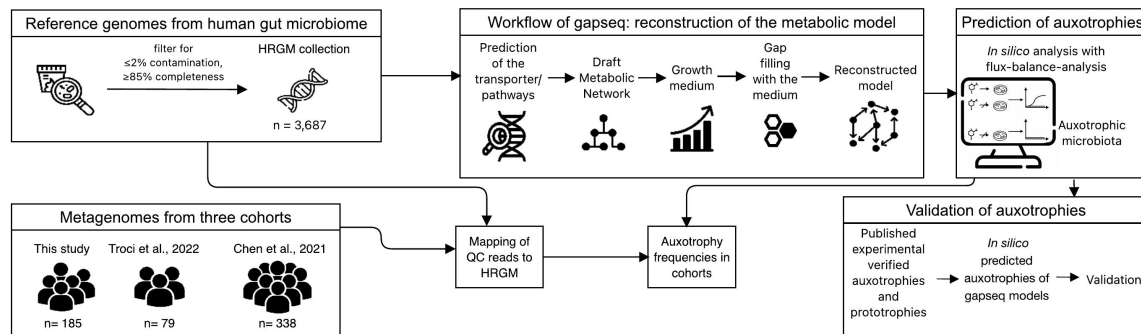 Reference genomes from human gut microbiome
filter for
≤2% contamination,
≥85% completeness
HRGM collection
n = 3,687
Workflow of gapseq: reconstruction of the metabolic model
Prediction
of the
transporter/
pathways
Draft
Metabolic
Network
Growth
medium
Gap
filling
with the
medium
Reconstructed
model
Prediction of auxotrophies
In silico analysis with
flux-balance-analysis
Auxotrophic
microbiota
Metagenomes from three cohorts
This study
n= 185
Troci et al., 2022
n= 79
Chen et al., 2021
n= 338
Mapping of
QC reads to
HRGM
Auxotrophy
frequencies in
cohorts
Validation of auxotrophies
Published
experimental
verified
auxotrophies
and
prototrophies
In silico
predicted
auxotrophies of
gapseq models
Validation